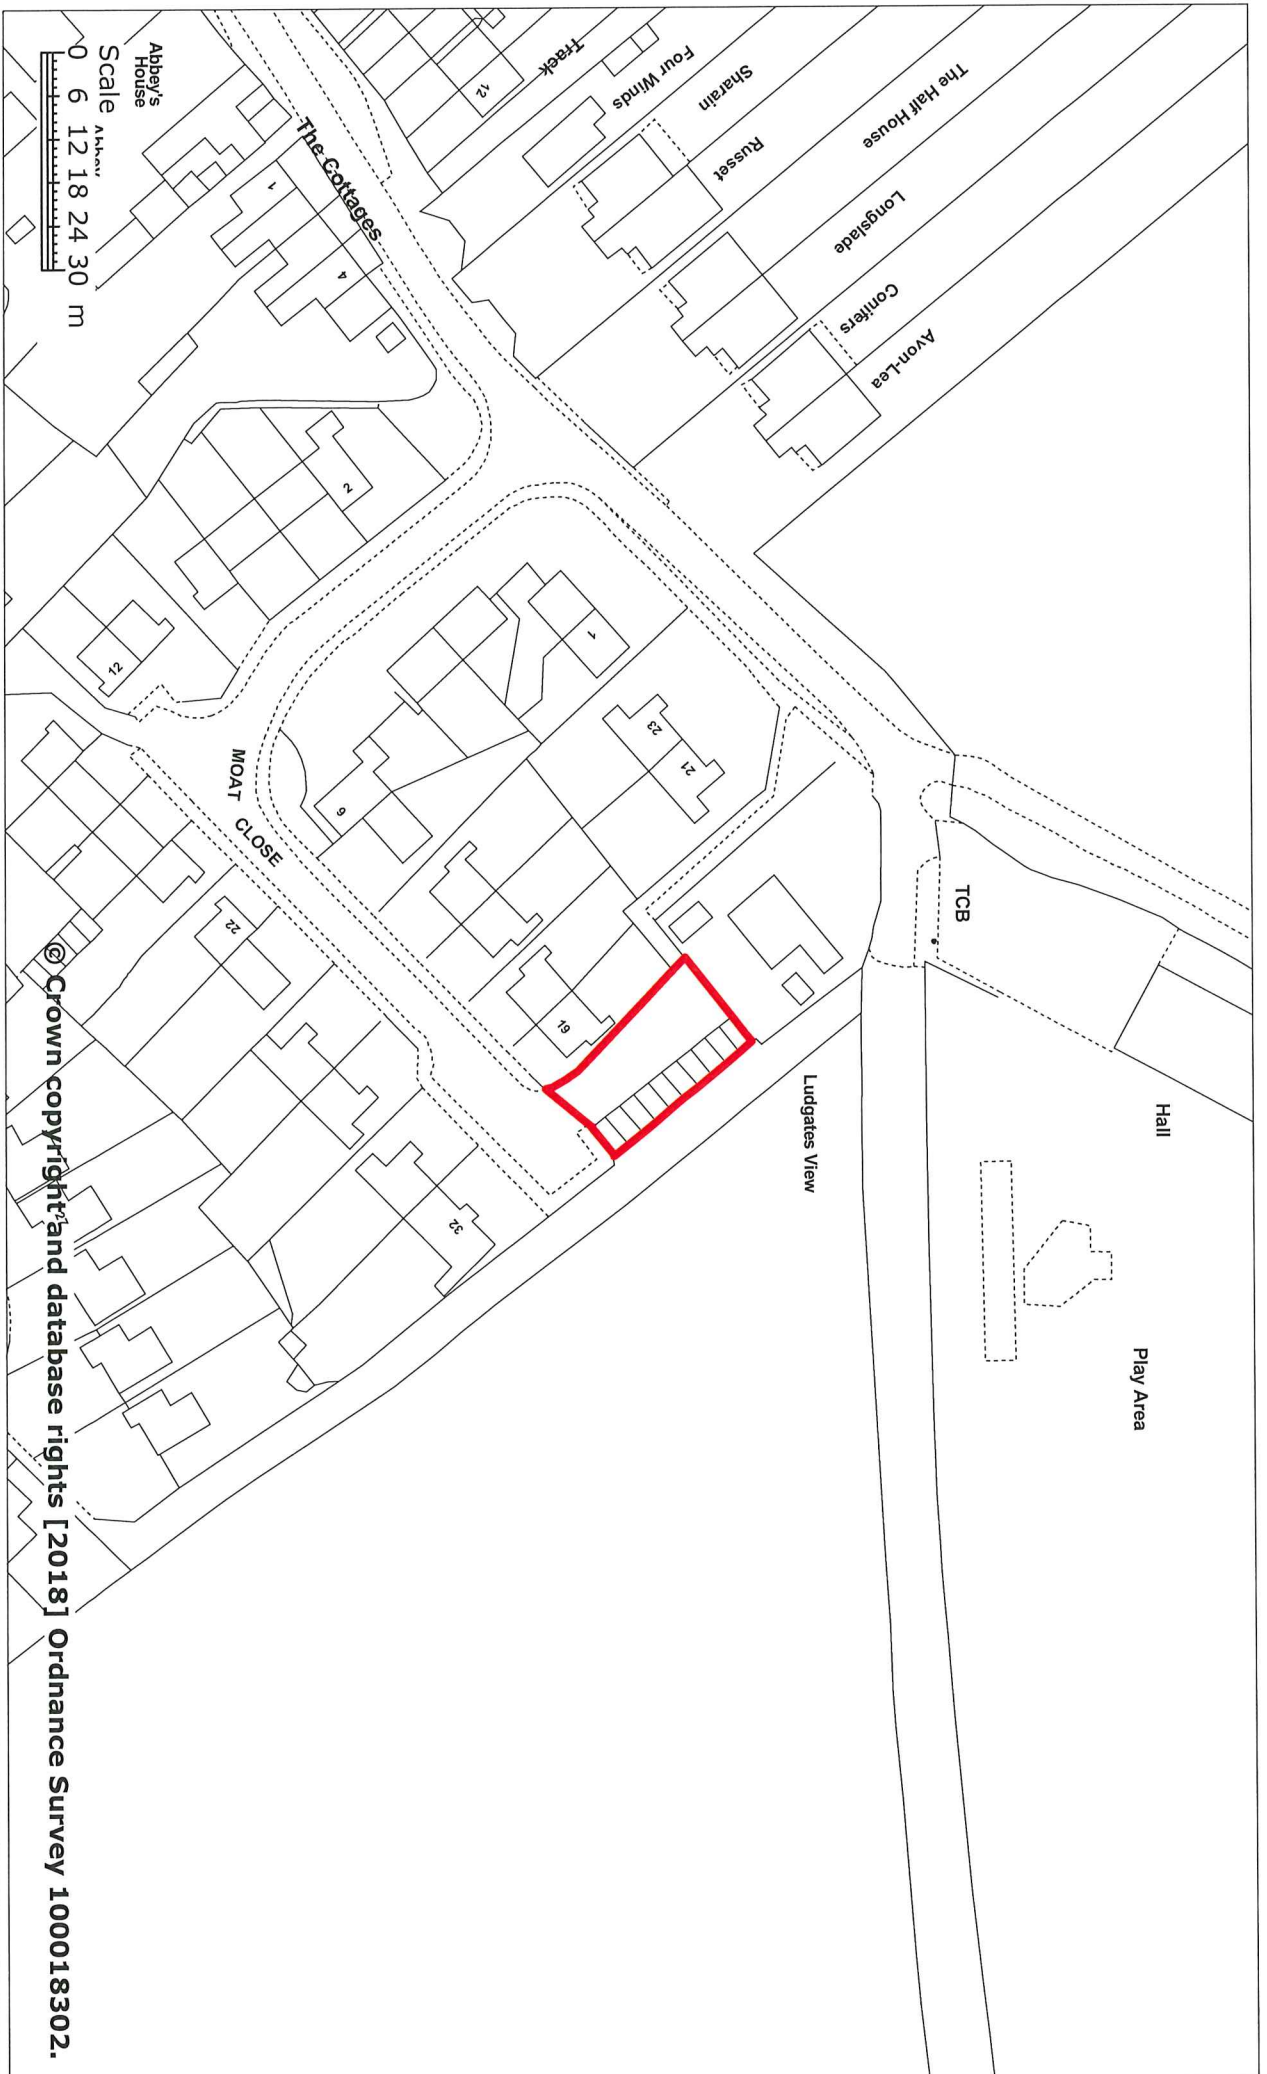 Hall
Play Area
TCB
Ludgates View
The Half House
Longslade
Conifers
Avon-Lea
Sharain
Russet
Four Winds
Track
12
The Cottages
1
4
2
12
1
23
21
9
19
MOAT
CLOSE
22
32
27
Abbey's
House
Abbey
Scale
0 6 12 18 24 30 m
© Crown copyright and database rights [2018] Ordnance Survey 100018302.